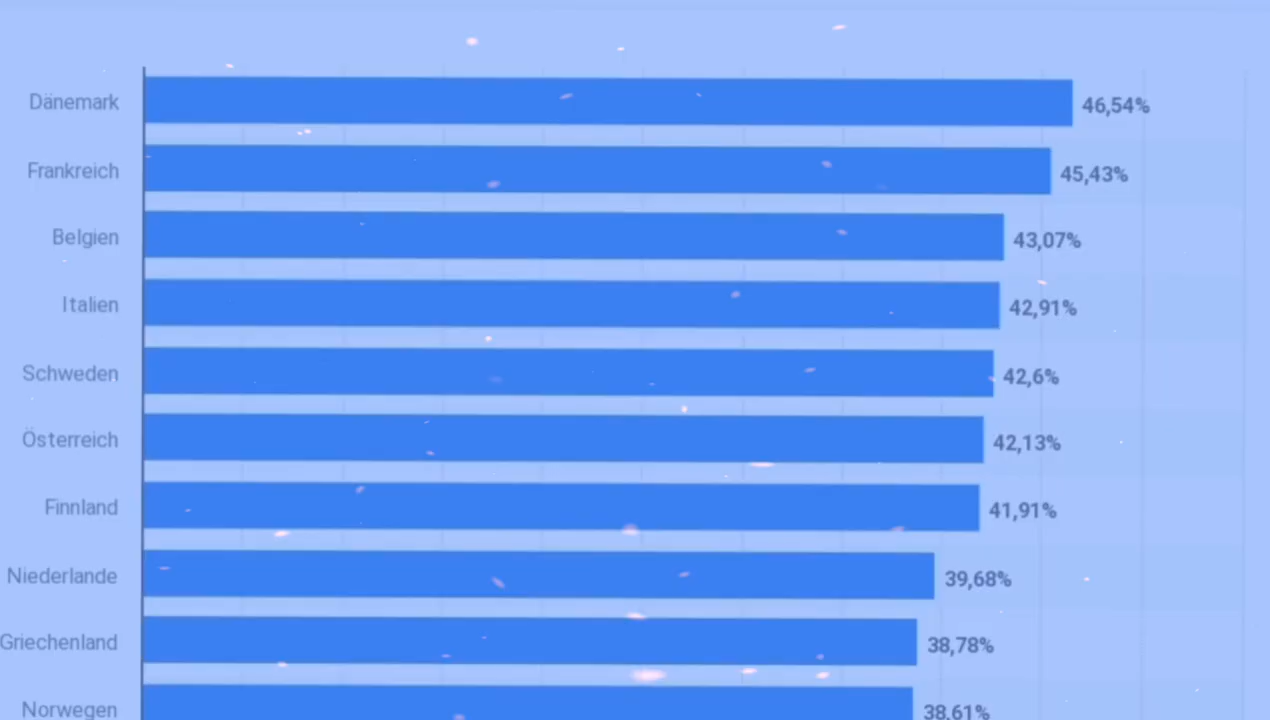 Dänemark 46,54%
Frankreich 45,43%
Belgien 43,07%
Italien 42,91%
Schweden 42,6%
Österreich 42,13%
Finnland 41,91%
Niederlande 39,68%
Griechenland 38,78%
Norwegen 38,61%